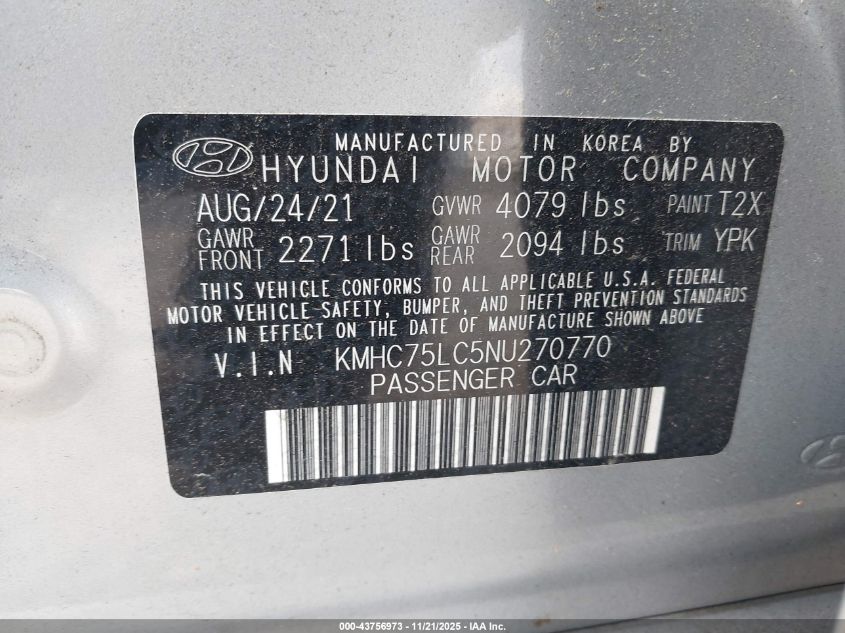 MANUFACTURED IN KOREA BY
HYUNDAI MOTOR COMPANY
AUG/24/21 GVWR 4079 lbs PAINT T2X
GAWR FRONT 2271 lbs GAWR REAR 2094 lbs TRIM YPK
THIS VEHICLE CONFORMS TO ALL APPLICABLE U.S.A. FEDERAL
MOTOR VEHICLE SAFETY, BUMPER, AND THEFT PREVENTION STANDARDS
IN EFFECT ON THE DATE OF MANUFACTURE SHOWN ABOVE
V.I.N KMHC75LC5NU270770
PASSENGER CAR
000-43756973 - 11/21/2025 - IAA Inc.